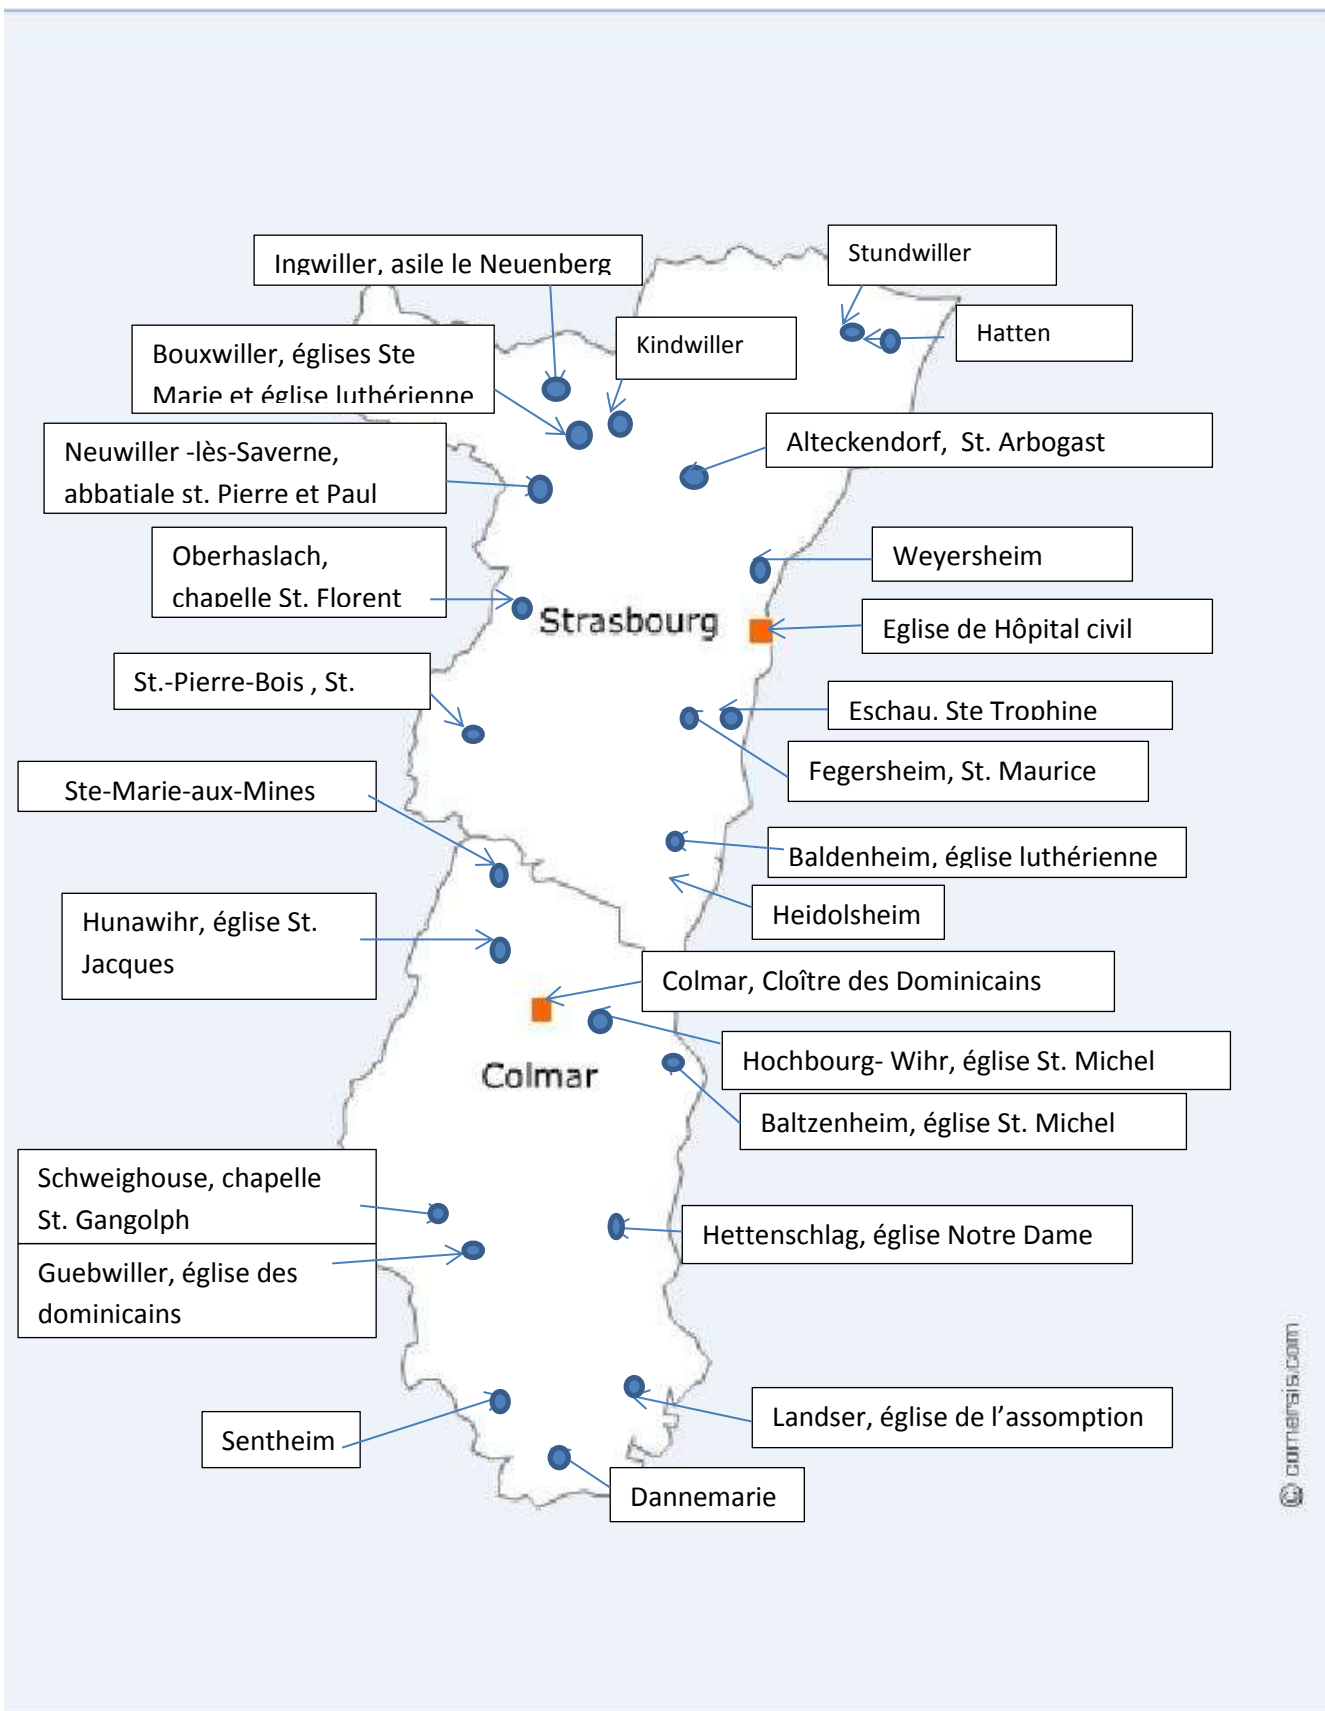 Ingwiller, asile le Neuenberg
Stundwiller
Hatten
Kindwiller
Bouxwiller, églises Ste
Marie et église luthérienne
Alteckendorf, St. Arbogast
Neuwiller -lès-Saverne,
abbatiale st. Pierre et Paul
Oberhaslach,
chapelle St. Florent
Weyersheim
Strasbourg
Eglise de Hôpital civil
St.-Pierre-Bois , St.
Eschau, Ste Trophine
Fegersheim, St. Maurice
Ste-Marie-aux-Mines
Baldenheim, église luthérienne
Heidolsheim
Hunawihr, église St.
Jacques
Colmar, Cloître des Dominicains
Hochbourg- Wihr, église St. Michel
Colmar
Baltzenheim, église St. Michel
Schweighouse, chapelle
St. Gangolph
Hettenschlag, église Notre Dame
Guebwiller, église des
dominicains
Landser, église de l’assomption
Sentheim
Dannemarie
© comersis.com